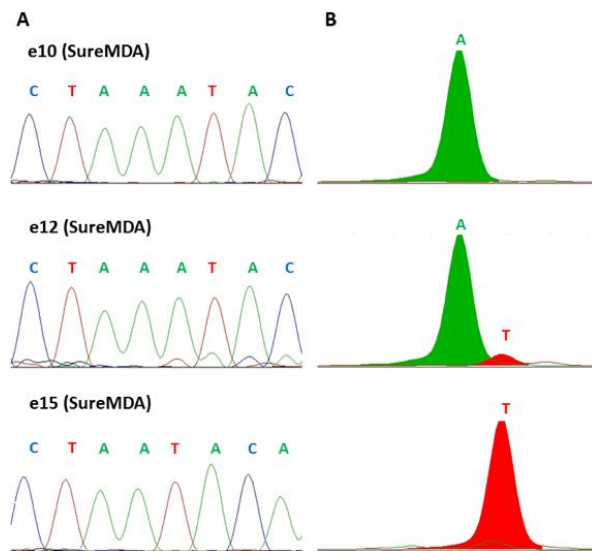 A
B
e10 (SureMDA)
A
C T A A A T A C
e12 (SureMDA)
A
C T A A A T A C
T
e15 (SureMDA)
T
C T A A T A C A